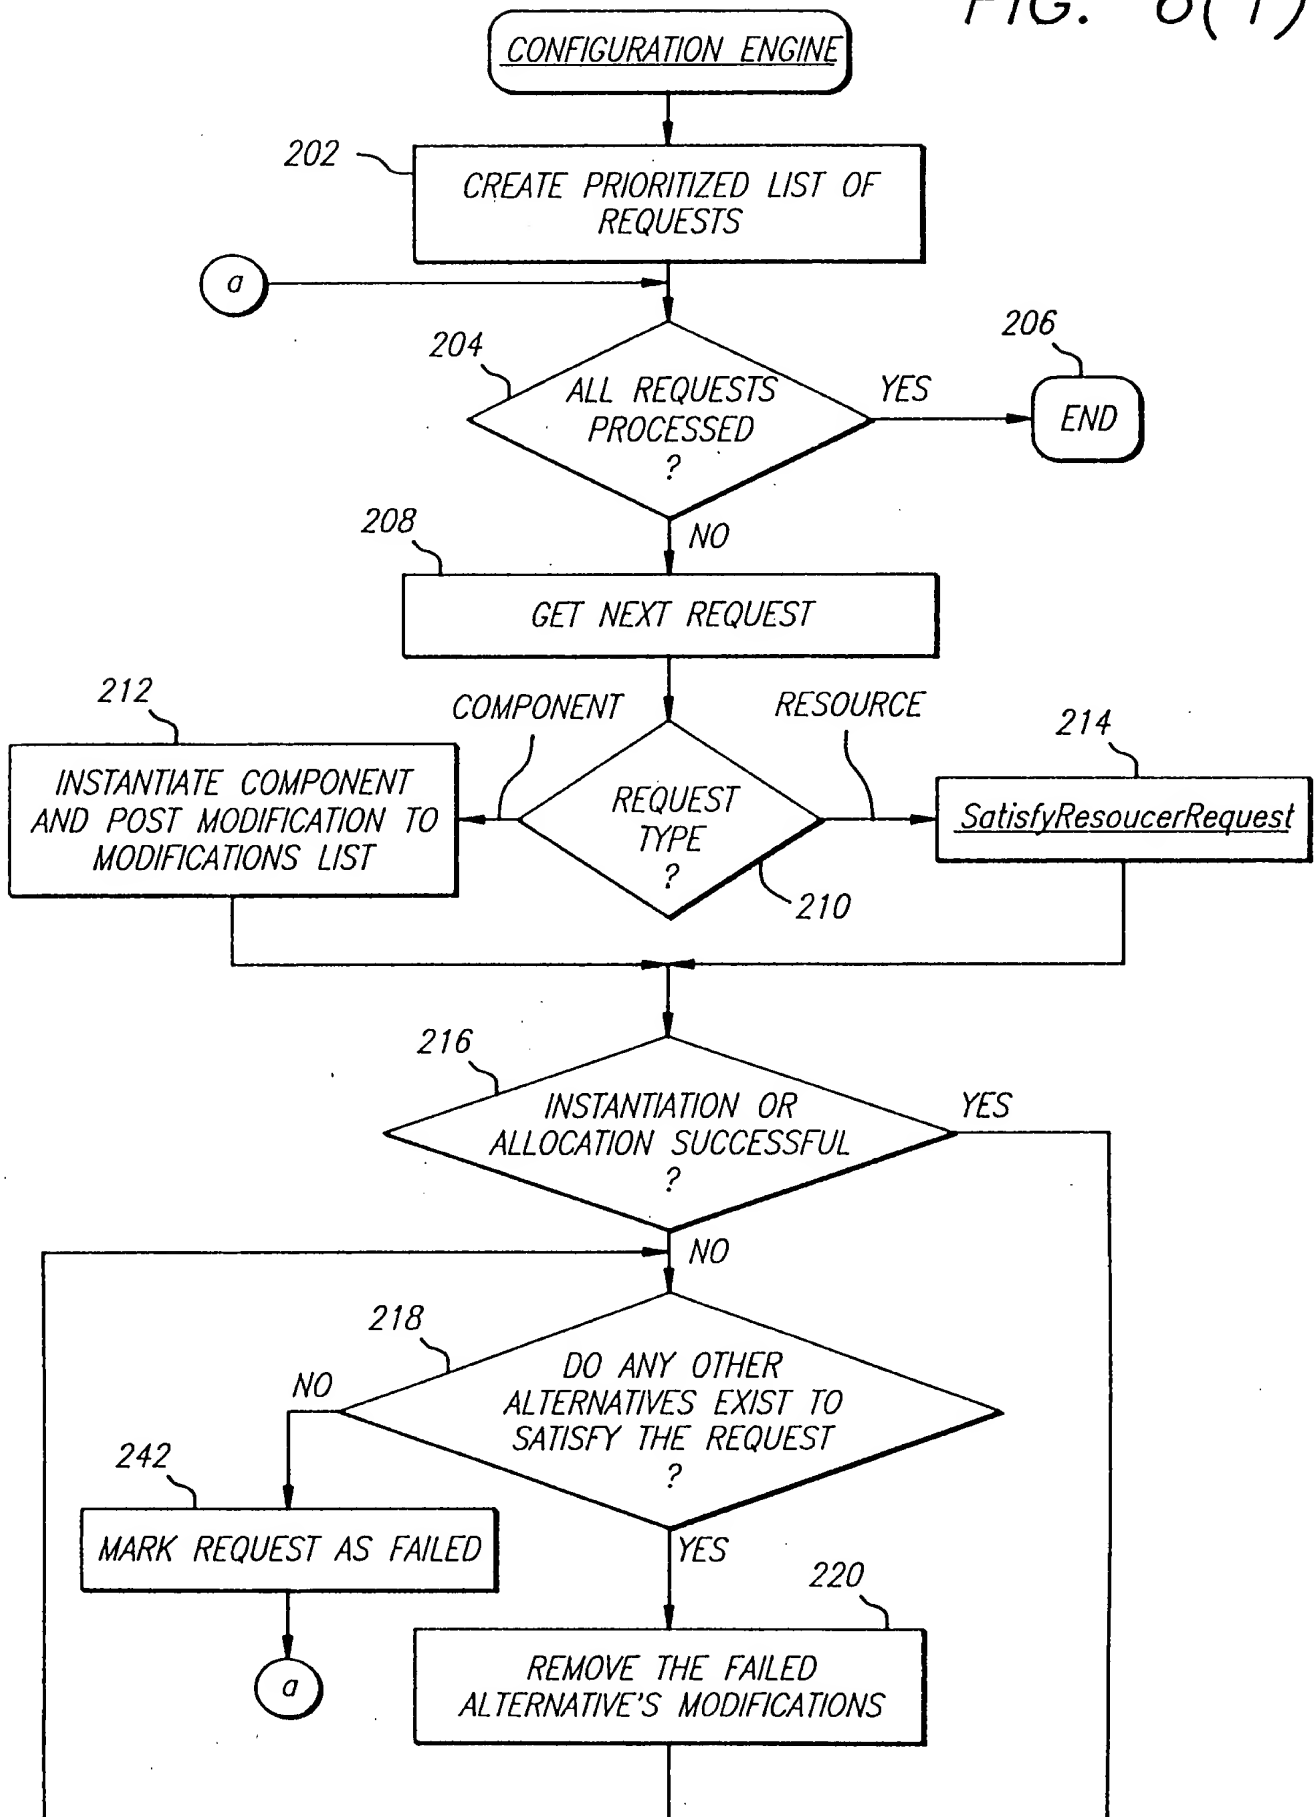 FIG. 6(1)
CONFIGURATION ENGINE
202
CREATE PRIORITIZED LIST OF
REQUESTS
a
204
206
ALL REQUESTS
PROCESSED
?
YES
END
NO
208
GET NEXT REQUEST
212
COMPONENT
RESOURCE
214
INSTANTIATE COMPONENT
AND POST MODIFICATION TO
MODIFICATIONS LIST
REQUEST
TYPE
?
SatisfyResoucerRequest
210
216
INSTANTIATION OR
ALLOCATION SUCCESSFUL
?
YES
NO
218
DO ANY OTHER
ALTERNATIVES EXIST TO
SATISFY THE REQUEST
?
NO
242
MARK REQUEST AS FAILED
YES
220
a
REMOVE THE FAILED
ALTERNATIVE'S MODIFICATIONS